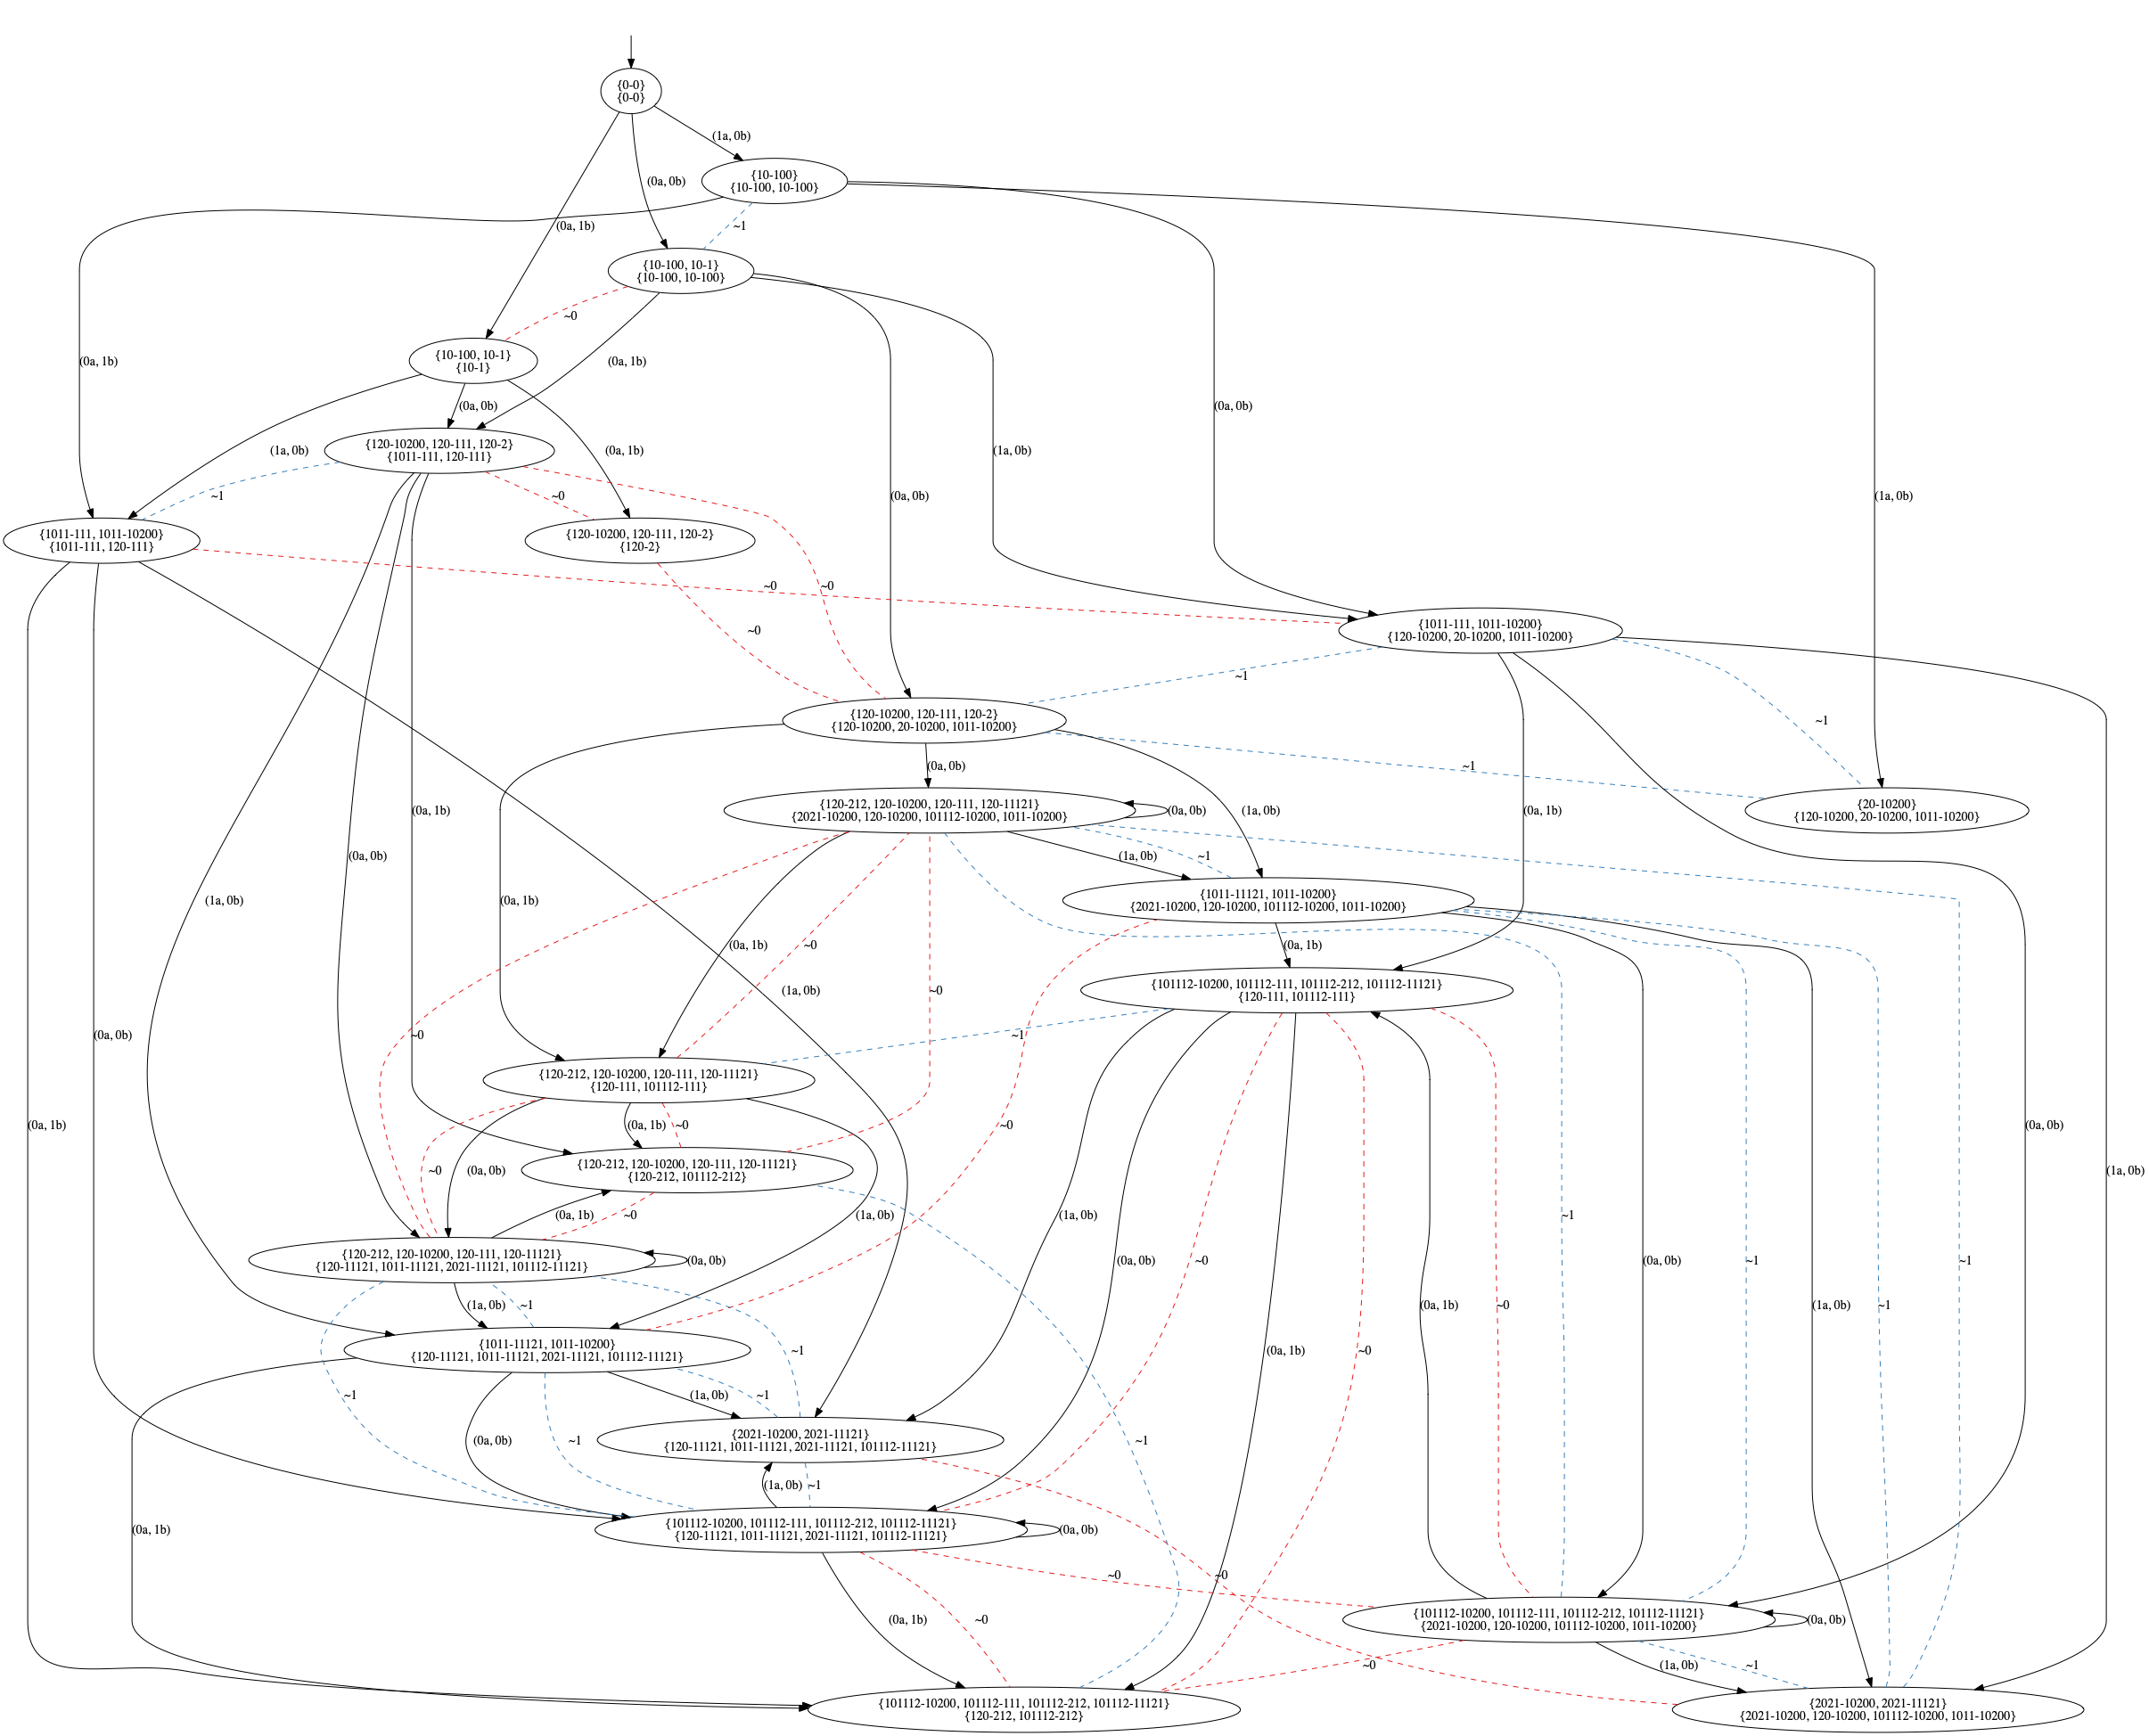 {0-0}
{0-0}
(1a, 0b)
{10-100}
{10-100, 10-100}
(0a, 0b)
(0a, 1b)
~1
{10-100, 10-1}
{10-100, 10-100}
~0
{10-100, 10-1}
{10-1}
(0a, 1b)
(0a, 1b)
(0a, 0b)
(0a, 0b)
{120-10200, 120-111, 120-2}
{1011-111, 120-111}
(1a, 0b)
(0a, 1b)
(1a, 0b)
~1
~0
(0a, 0b)
(1a, 0b)
{1011-111, 1011-10200}
{1011-111, 120-111}
{120-10200, 120-111, 120-2}
{120-2}
~0
~0
{1011-111, 1011-10200}
{120-10200, 20-10200, 1011-10200}
~0
~1
{120-10200, 120-111, 120-2}
{120-10200, 20-10200, 1011-10200}
~1
(0a, 0b)
~1
{120-212, 120-10200, 120-111, 120-11121}
{2021-10200, 120-10200, 101112-10200, 1011-10200}
(0a, 0b)
(1a, 0b)
(0a, 1b)
{20-10200}
{120-10200, 20-10200, 1011-10200}
(0a, 1b)
(0a, 0b)
(1a, 0b)
~1
(1a, 0b)
(0a, 1b)
{1011-11121, 1011-10200}
{2021-10200, 120-10200, 101112-10200, 1011-10200}
(0a, 1b)
~0
(0a, 1b)
{101112-10200, 101112-111, 101112-212, 101112-11121}
{120-111, 101112-111}
(1a, 0b)
~0
(0a, 0b)
~0
~1
{120-212, 120-10200, 120-111, 120-11121}
{120-111, 101112-111}
(0a, 1b)
(0a, 1b)
~0
~0
(0a, 0b)
~0
(0a, 0b)
{120-212, 120-10200, 120-111, 120-11121}
{120-212, 101112-212}
(1a, 0b)
(0a, 1b)
~0
(1a, 0b)
(1a, 0b)
~1
{120-212, 120-10200, 120-111, 120-11121}
{120-11121, 1011-11121, 2021-11121, 101112-11121}
(0a, 0b)
(0a, 0b)
~0
(0a, 0b)
~1
~1
(1a, 0b)
~1
(0a, 1b)
~0
(1a, 0b)
~1
{1011-11121, 1011-10200}
{120-11121, 1011-11121, 2021-11121, 101112-11121}
~1
(0a, 1b)
~0
~1
(1a, 0b)
~1
{2021-10200, 2021-11121}
{120-11121, 1011-11121, 2021-11121, 101112-11121}
(0a, 0b)
~1
~1
(1a, 0b)
~1
{101112-10200, 101112-111, 101112-212, 101112-11121}
{120-11121, 1011-11121, 2021-11121, 101112-11121}
(0a, 0b)
(0a, 1b)
~0
~0
{101112-10200, 101112-111, 101112-212, 101112-11121}
{2021-10200, 120-10200, 101112-10200, 1011-10200}
(0a, 0b)
(0a, 1b)
~0
~0
(1a, 0b)
~1
{101112-10200, 101112-111, 101112-212, 101112-11121}
{120-212, 101112-212}
{2021-10200, 2021-11121}
{2021-10200, 120-10200, 101112-10200, 1011-10200}